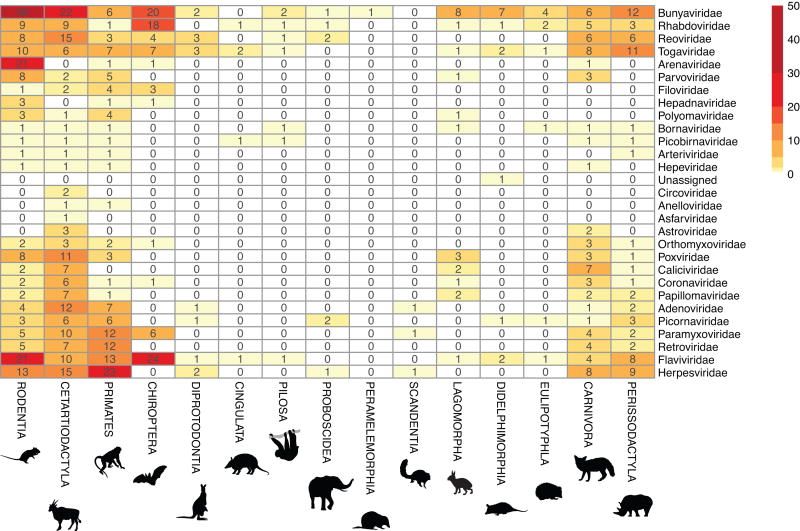 22 6 20 2 0 2 1 1 0 8 7 4 6 12 Bunyaviridae
9 9 1 18 0 1 1 1 0 0 1 1 2 5 3 Rhabdoviridae
8 15 3 4 3 0 1 2 0 0 0 0 0 6 6 Reoviridae
10 6 7 7 3 2 1 0 0 0 1 2 1 8 11 Togaviridae
21 0 1 1 0 0 0 0 0 0 0 0 0 1 0 Arenaviridae
8 2 5 0 0 0 0 0 0 0 1 0 0 3 0 Parvoviridae
1 2 4 3 0 0 0 0 0 0 0 0 0 0 0 Filoviridae
3 0 1 1 0 0 0 0 0 0 0 0 0 0 0 Hepadnaviridae
3 1 4 0 0 0 0 0 0 0 1 0 0 0 0 Polyomaviridae
1 1 1 0 0 0 1 0 0 0 1 0 1 1 1 Bornaviridae
1 1 1 0 0 1 1 0 0 0 0 0 0 1 1 Picobirnaviridae
1 1 1 0 0 0 0 0 0 0 0 0 0 0 1 Arteriviridae
1 1 1 0 0 0 0 0 0 0 0 0 0 1 0 Hepeviridae
0 0 0 0 0 0 0 0 0 0 0 1 0 0 0 Unassigned
0 2 0 0 0 0 0 0 0 0 0 0 0 0 0 Circoviridae
0 1 1 0 0 0 0 0 0 0 0 0 0 0 0 Anelloviridae
0 1 0 0 0 0 0 0 0 0 0 0 0 0 0 Asfarviridae
0 3 0 0 0 0 0 0 0 0 0 0 0 2 0 Astroviridae
2 3 2 1 0 0 0 0 0 0 0 0 0 3 1 Orthomyxoviridae
8 11 3 0 0 0 0 0 0 0 3 0 0 3 1 Poxviridae
2 7 0 0 0 0 0 0 0 0 2 0 0 7 1 Caliciviridae
2 6 1 1 0 0 0 0 0 0 1 0 0 3 1 Coronaviridae
2 7 1 0 0 0 0 0 0 0 2 0 0 2 2 Papillomaviridae
4 12 7 0 1 0 0 0 0 1 0 0 0 1 2 Adenoviridae
3 6 6 0 1 0 0 2 0 0 0 1 1 1 3 Picornaviridae
5 10 12 6 0 0 0 0 0 1 0 0 0 4 2 Paramyxoviridae
5 7 12 0 0 0 0 0 0 0 0 0 0 4 2 Retroviridae
21 10 13 24 1 1 1 0 0 0 1 2 1 4 8 Flaviviridae
13 15 23 0 2 0 0 1 0 1 0 0 0 8 9 Herpesviridae
RODENTIA
CETARTIODACTYLA
PRIMATES
CHIROPTERA
DIPROTODONTIA
CINGULATA
PILOSA
PROBOSCIDEA
PERAMELEMORPHIA
SCANDENTIA
LAGOMORPHA
DIDELPHIMORPHIA
EULIPOTYPHLA
CARNIVORA
PERISSODACTYLA
50
40
30
20
10
0